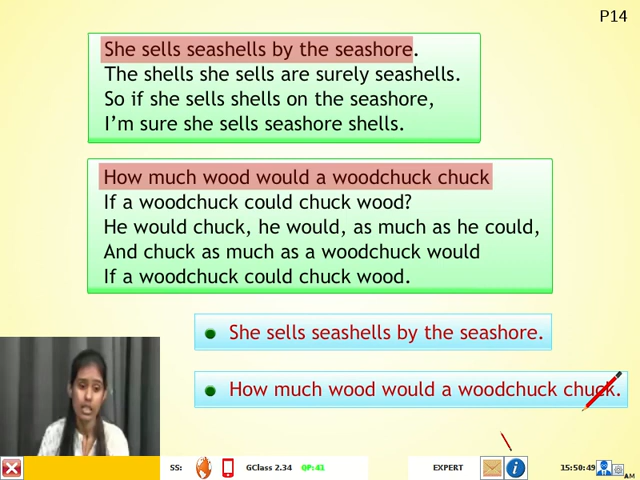 P14
She sells seashells by the seashore.
The shells she sells are surely seashells.
So if she sells shells on the seashore,
I'm sure she sells seashore shells.
How much wood would a woodchuck chuck
If a woodchuck could chuck wood?
He would chuck, he would, as much as he could,
And chuck as much as a woodchuck would
If a woodchuck could chuck wood.
She sells seashells by the seashore.
How much wood would a woodchuck chuck.
SS: GClass 2.34 QP:41 EXPERT 15:50:49
AM